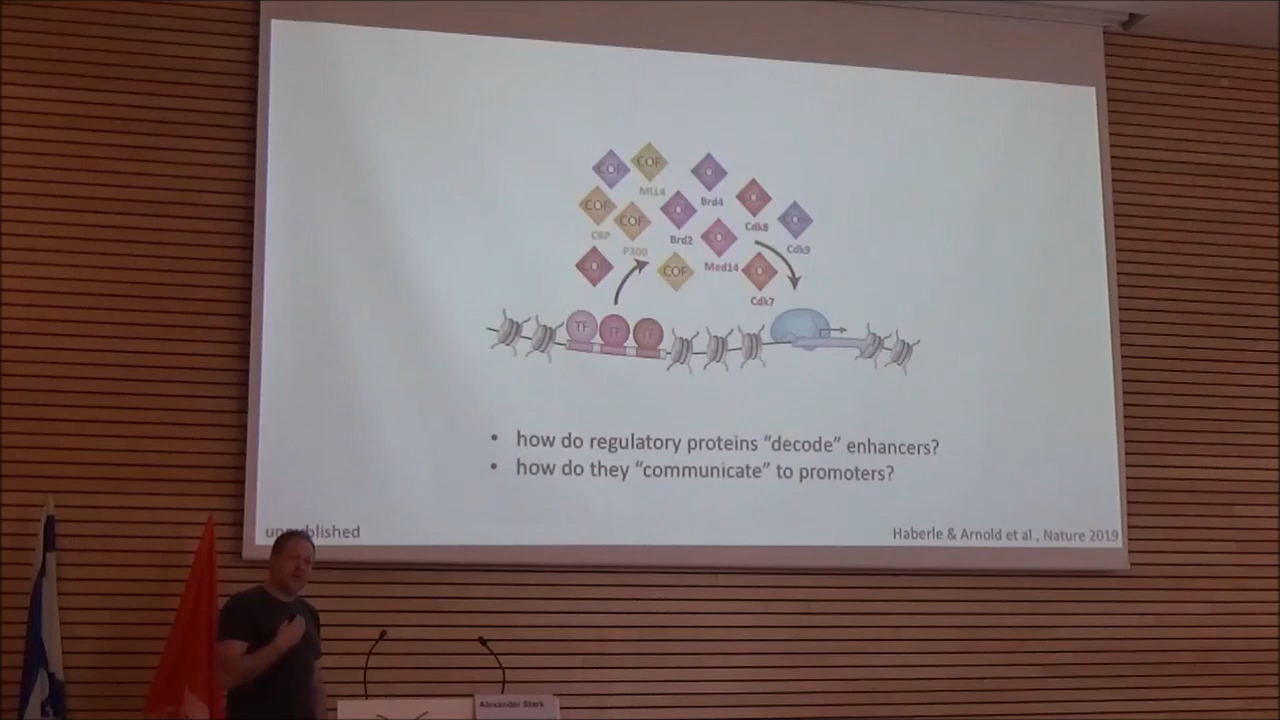 COF
COF
MLL4
Brd4
COF
COF
CBP
P300
Brd2
Cdk8
Cdk9
Med14
COF
Cdk7
TF
TF
TF
• how do regulatory proteins “decode” enhancers?
• how do they “communicate” to promoters?
unpublished
Haberle & Arnold et al., Nature 2019
Alexander Stark